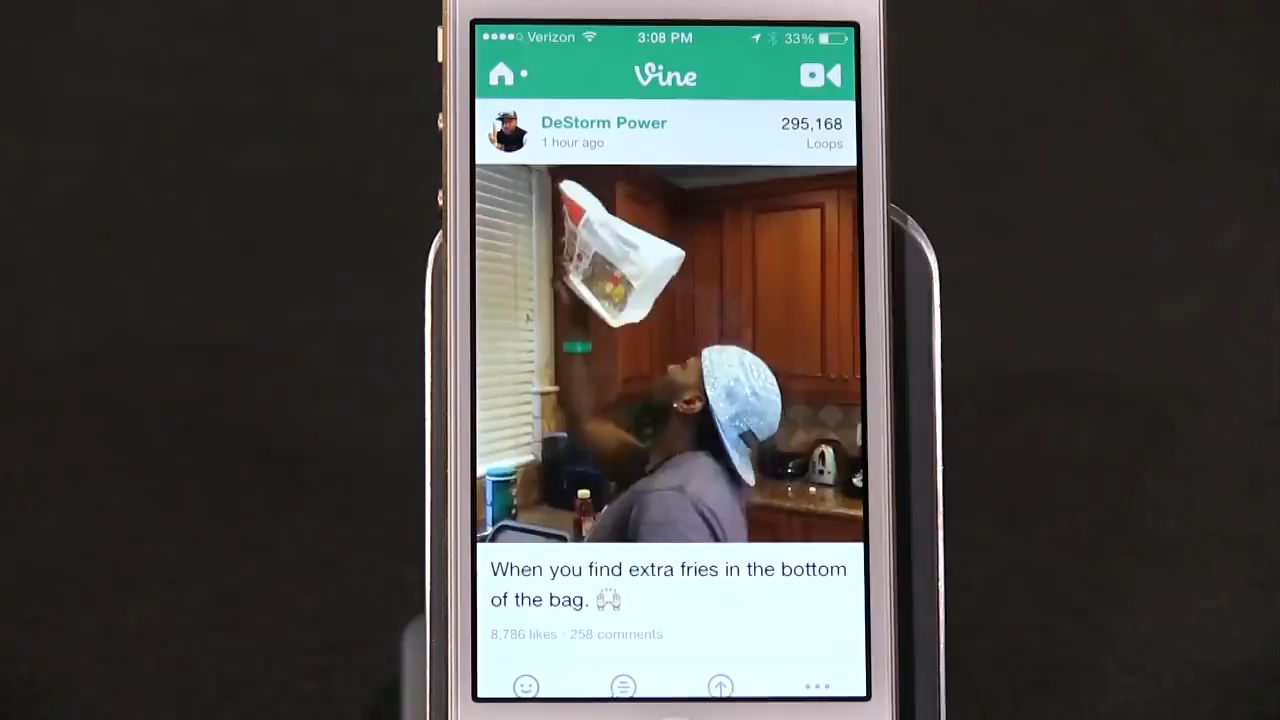 Verizon 3:08 PM 33%
Vine
DeStorm Power 295,168
1 hour ago Loops
When you find extra fries in the bottom
of the bag. 🙌
8,786 likes · 258 comments